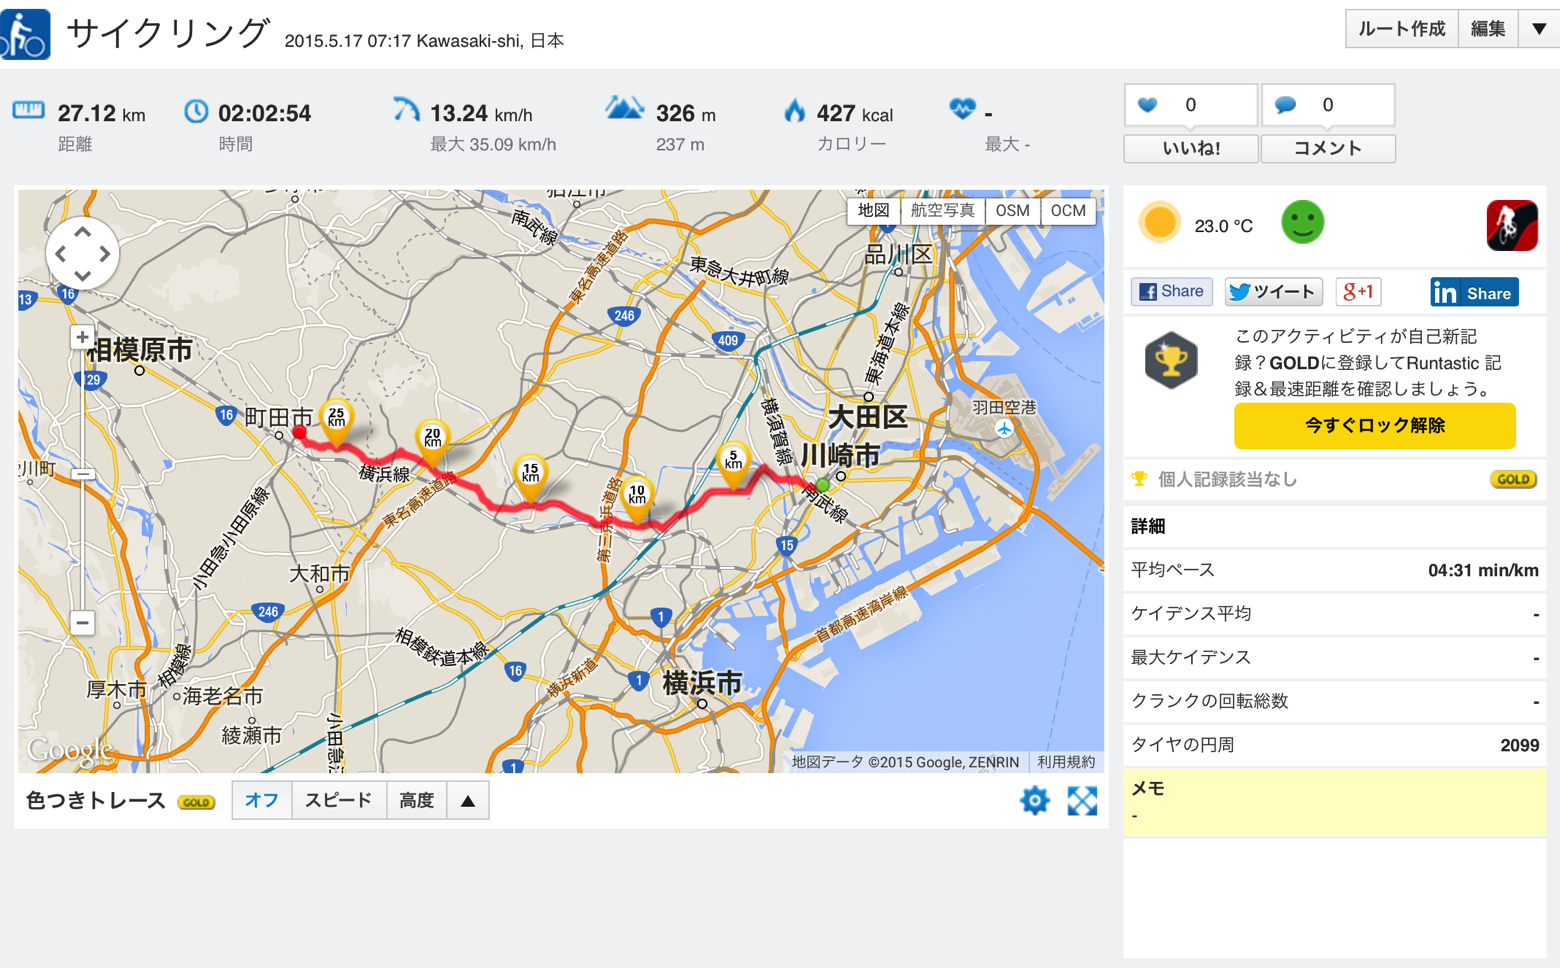 サイクリング 2015.5.17 07:17 Kawasaki-shi, 日本
ルート作成 編集 ▼
27.12 km
距離
02:02:54
時間
13.24 km/h
最大 35.09 km/h
326 m
237 m
427 kcal
カロリー
-
最大 -
0
いいね!
0
コメント
地図 航空写真 OSM OCM
狛江市
南武線
東名高速道路
東急大井町線
品川区
13
16
246
409
東海道本線
相模原市
129
16
町田市
25
km
20
km
横浜線
15
km
10
km
5
km
横須賀線
大田区
川崎市
羽田空港
南武線
東名高速道路
第三京浜道路
小田急小田原線
大和市
15
246
1
首都高速湾岸線
相模鉄道本線
16
横浜新道
1
横浜市
相模線
厚木市
海老名市
綾瀬市
小田急江
1
Google
地図データ ©2015 Google, ZENRIN 利用規約
色つきトレース GOLD オフ スピード 高度 ▲
23.0 °C
Share
ツイート
g+1
in Share
このアクティビティが自己新記
録？GOLDに登録してRuntastic 記
録＆最速距離を確認しましょう。
今すぐロック解除
個人記録該当なし GOLD
詳細
平均ペース 04:31 min/km
ケイデンス平均 -
最大ケイデンス -
クランクの回転総数 -
タイヤの円周 2099
メモ
-